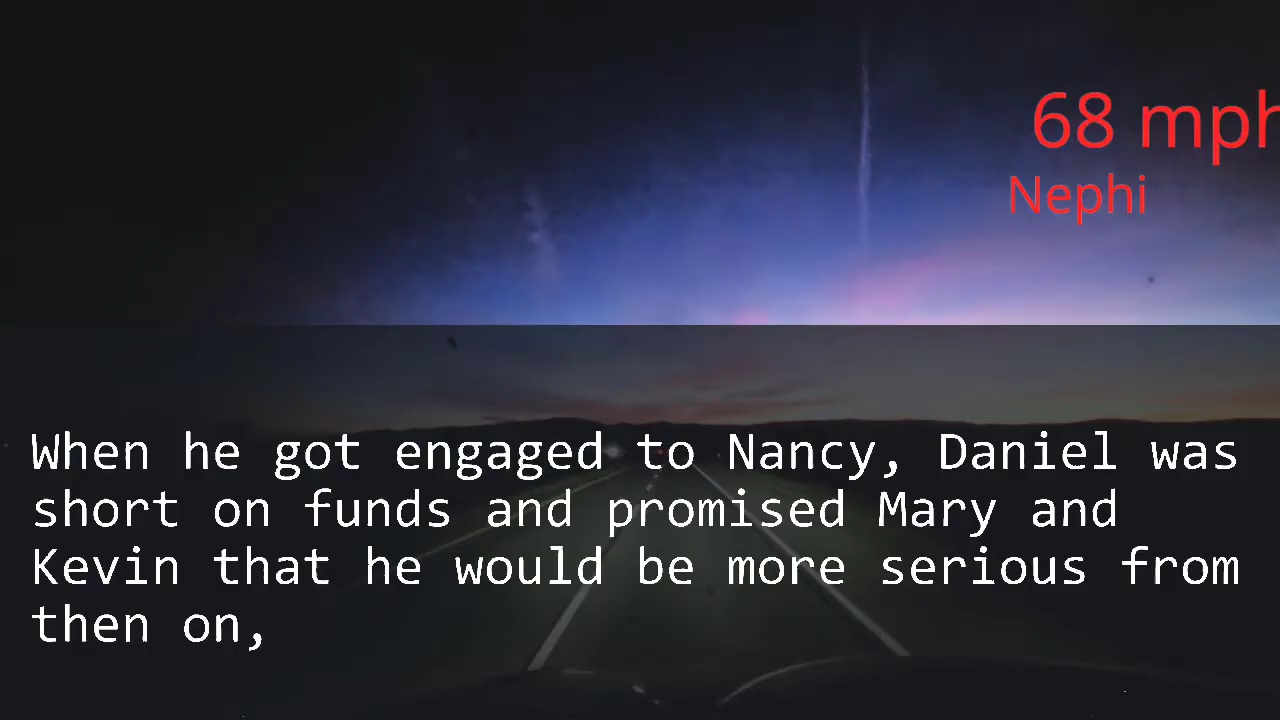 68 mph
Nephi
When he got engaged to Nancy, Daniel was
short on funds and promised Mary and
Kevin that he would be more serious from
then on,